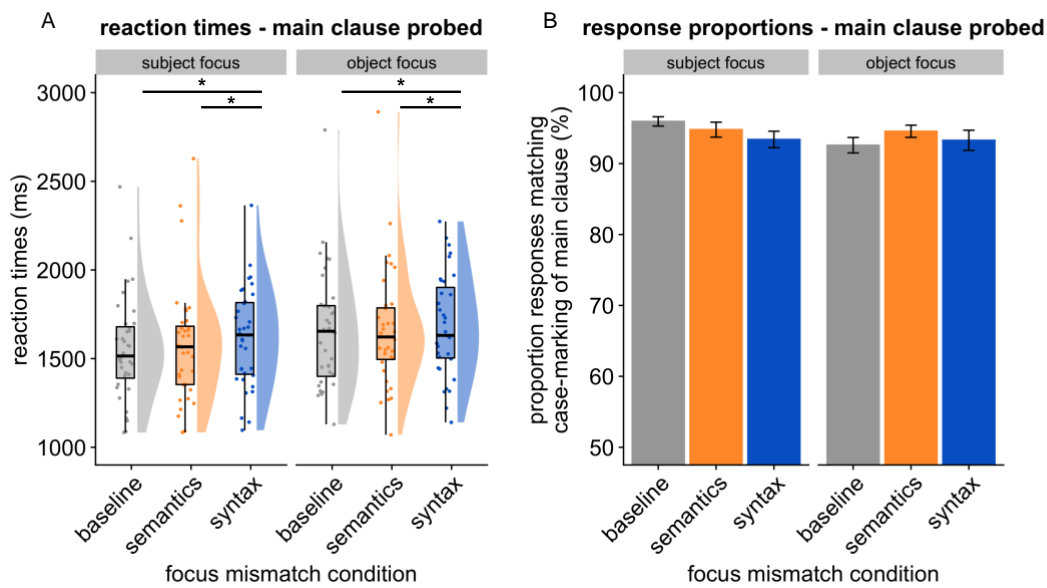 A
reaction times - main clause probed
subject focus
object focus
*
*
*
*
3000
2500
2000
1500
1000
reaction times (ms)
baseline
semantics
syntax
baseline
semantics
syntax
focus mismatch condition
B
response proportions - main clause probed
subject focus
object focus
100
90
80
70
60
50
proportion responses matching
case-marking of main clause (%)
baseline
semantics
syntax
baseline
semantics
syntax
focus mismatch condition